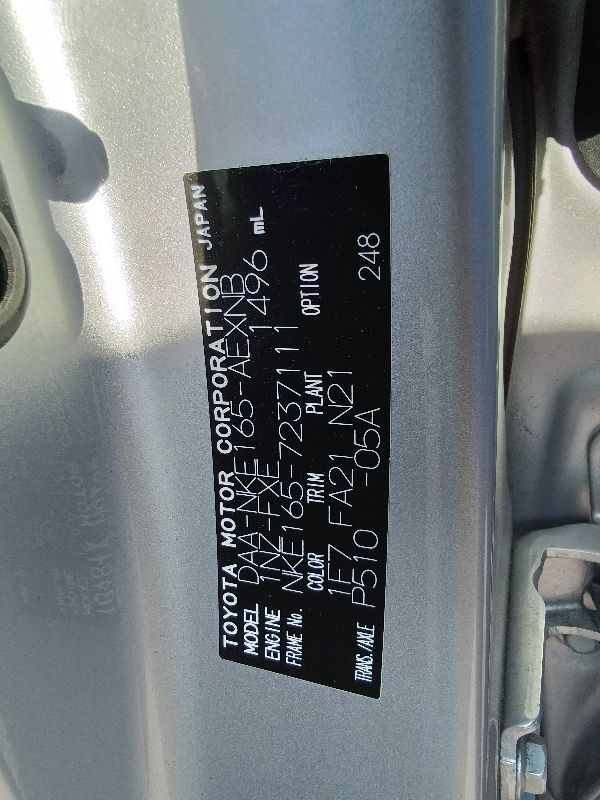 TOYOTA MOTOR CORPORATION JAPAN
MODEL DAA-NKE165-AEXNB
ENGINE 1NZ-FXE 1496 mL
FRAME No. NKE165-7237111
COLOR TRIM PLANT OPTION
1F7 FA21 N21
TRANS./AXLE P510 -05A 248